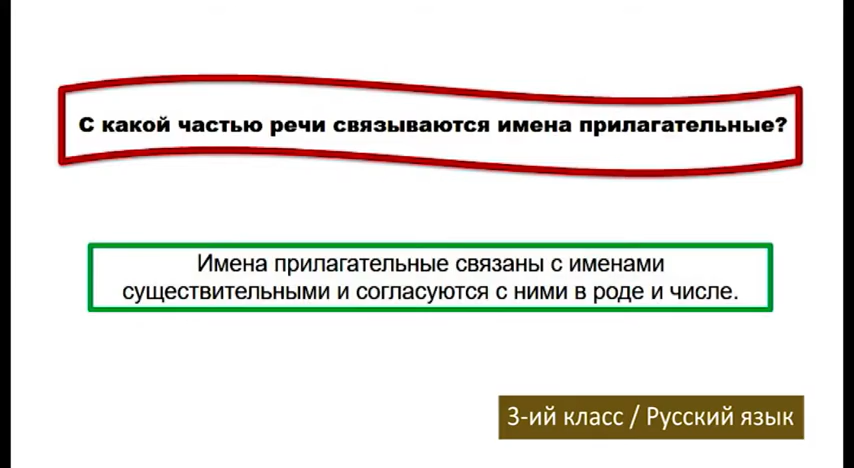 С какой частью речи связываются имена прилагательные?
Имена прилагательные связаны с именами
существительными и согласуются с ними в роде и числе.
3-ий класс / Русский язык